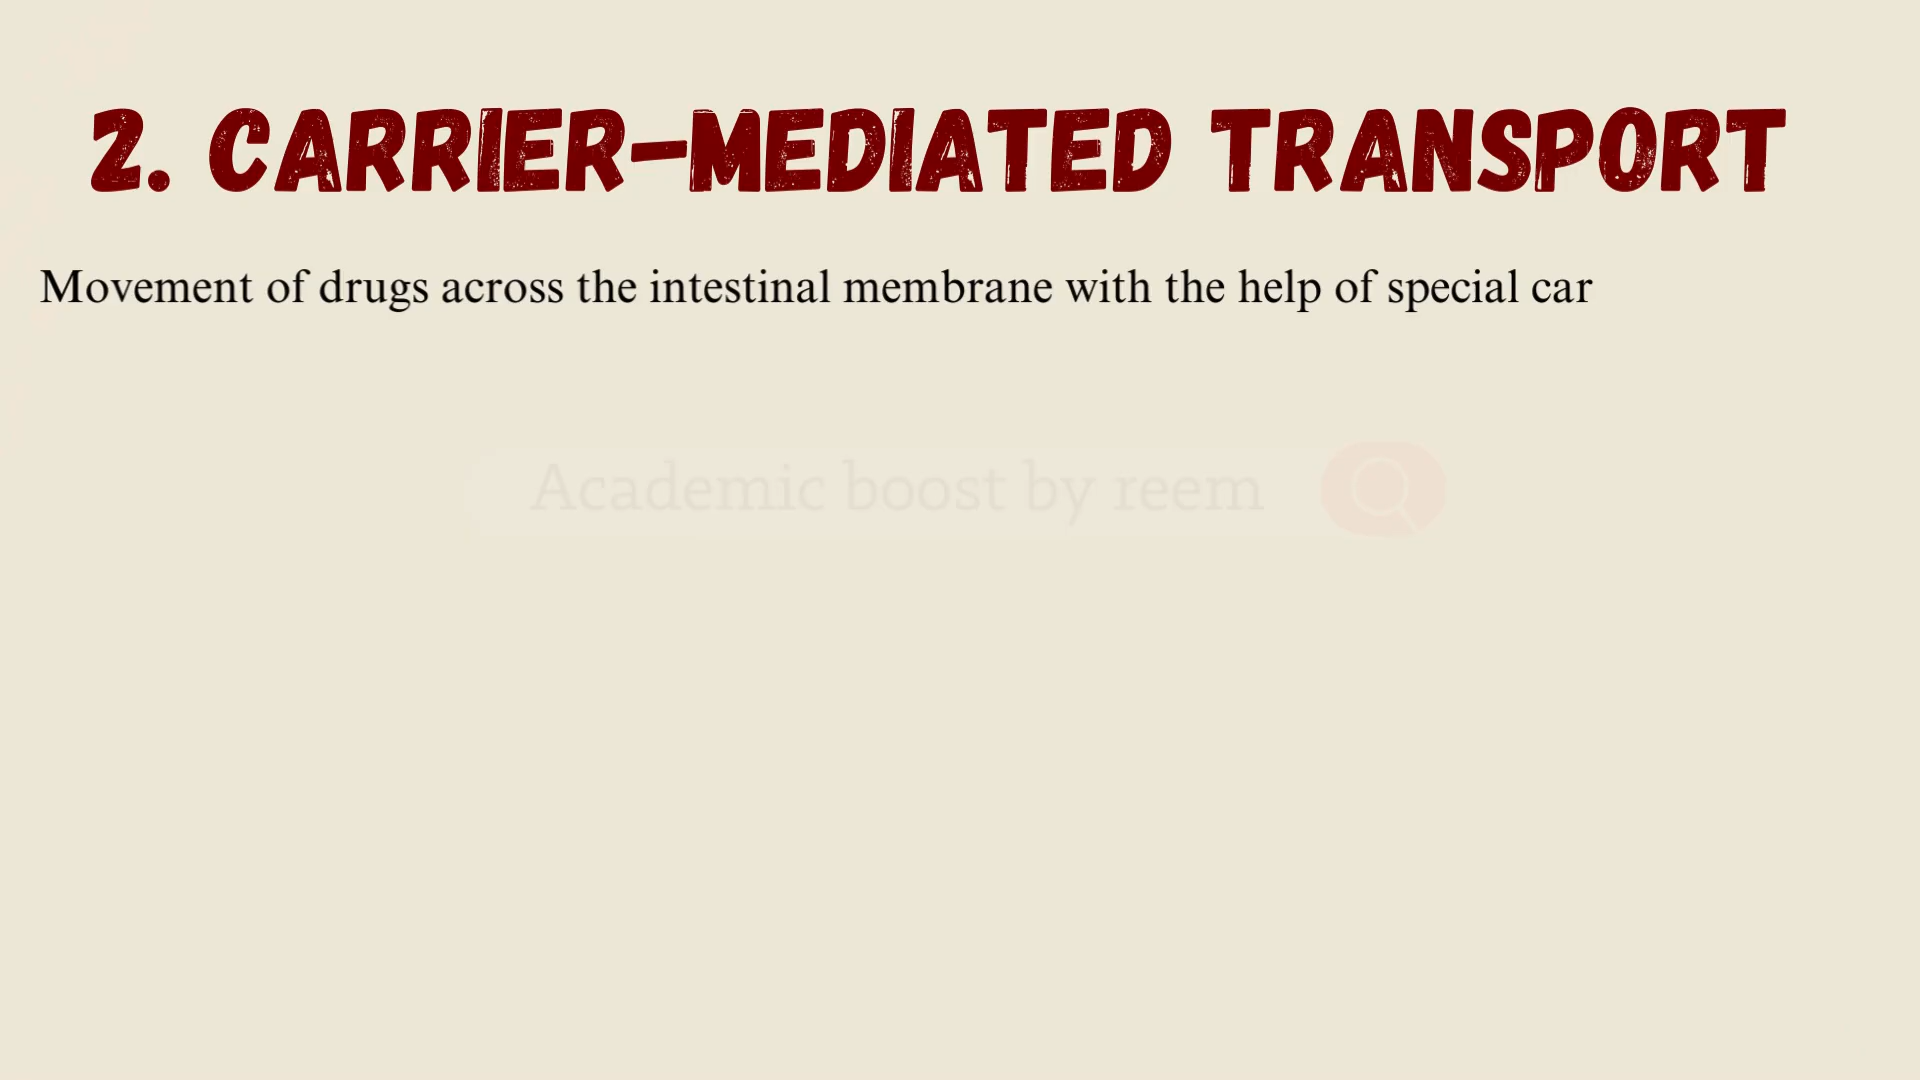 2. CARRIER-MEDIATED TRANSPORT
Movement of drugs across the intestinal membrane with the help of special car
Academic boost by reem